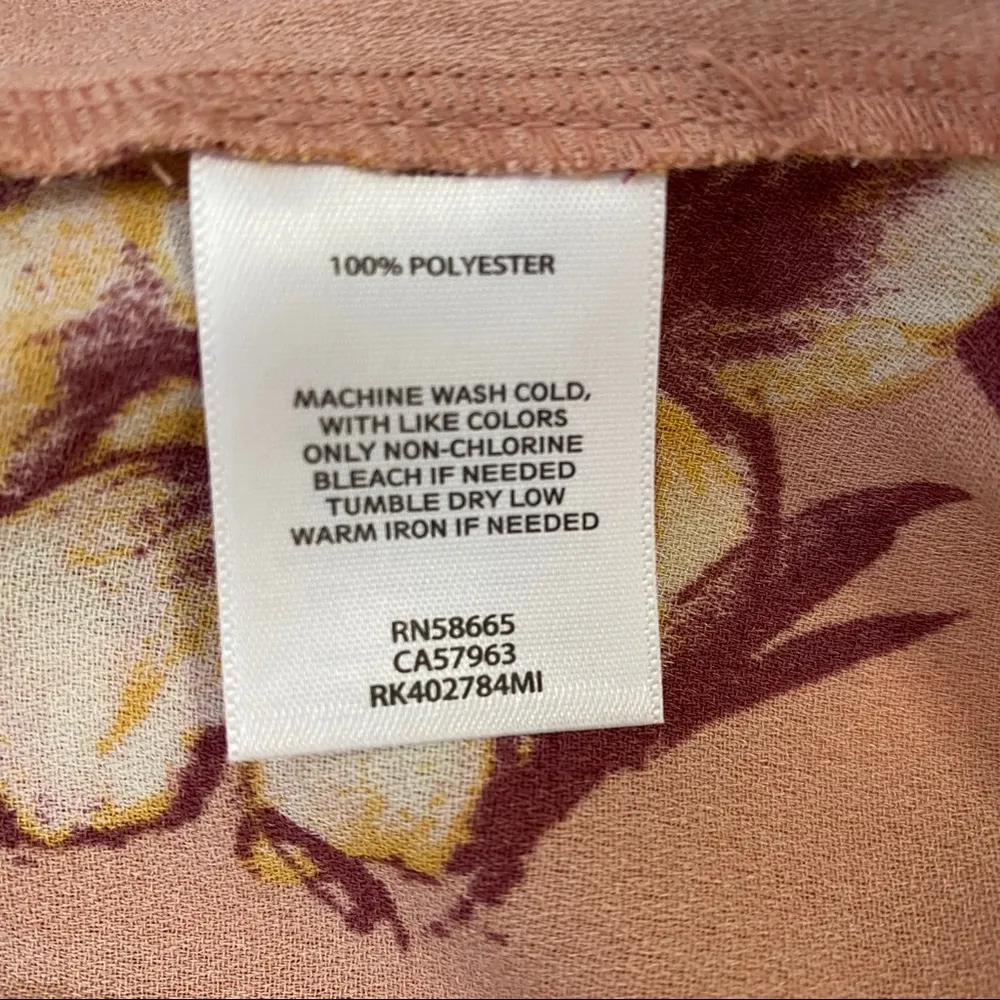 100% POLYESTER
MACHINE WASH COLD,
WITH LIKE COLORS
ONLY NON-CHLORINE
BLEACH IF NEEDED
TUMBLE DRY LOW
WARM IRON IF NEEDED
RN58665
CA57963
RK402784MI